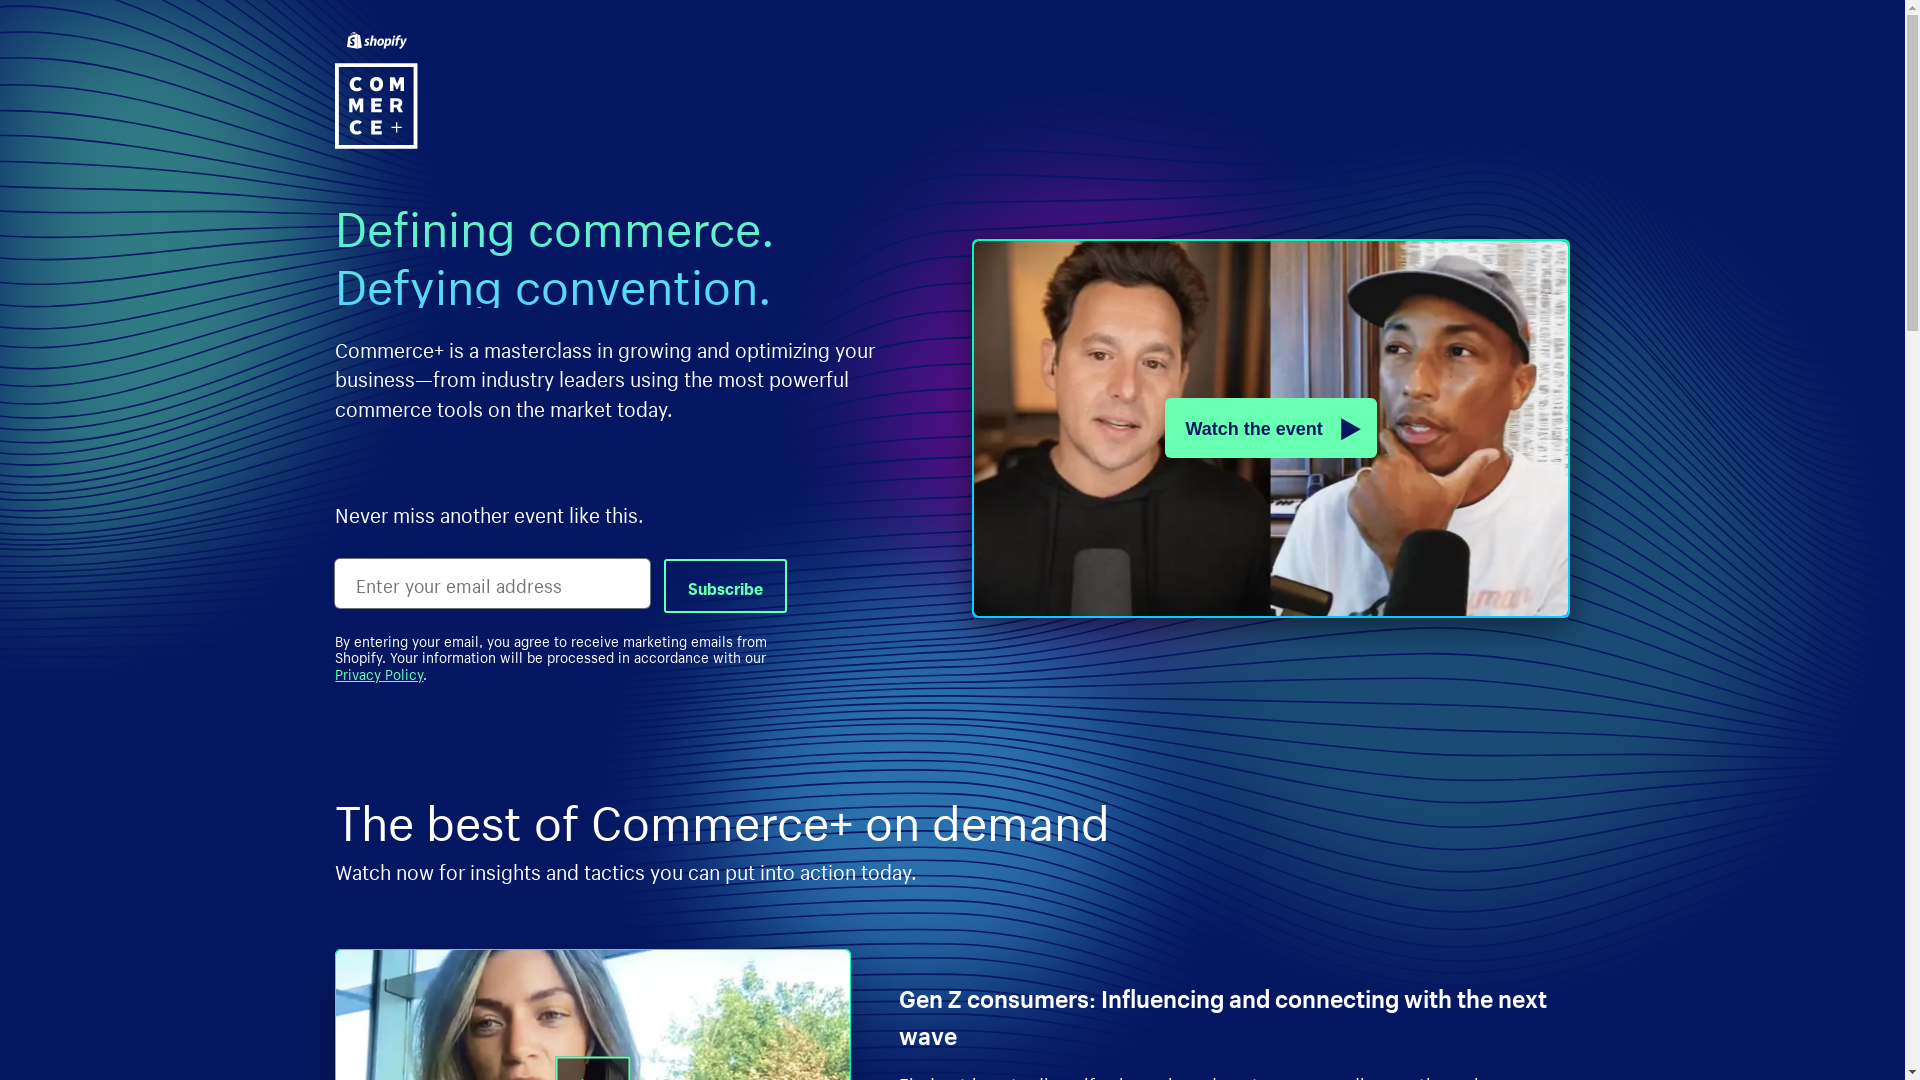 shopify
COM
MER
CE+
Defining commerce.
Defying convention.
Commerce+ is a masterclass in growing and optimizing your
business—from industry leaders using the most powerful
commerce tools on the market today.
Watch the event
Never miss another event like this.
Enter your email address
Subscribe
By entering your email, you agree to receive marketing emails from
Shopify. Your information will be processed in accordance with our
Privacy Policy.
The best of Commerce+ on demand
Watch now for insights and tactics you can put into action today.
Gen Z consumers: Influencing and connecting with the next
wave